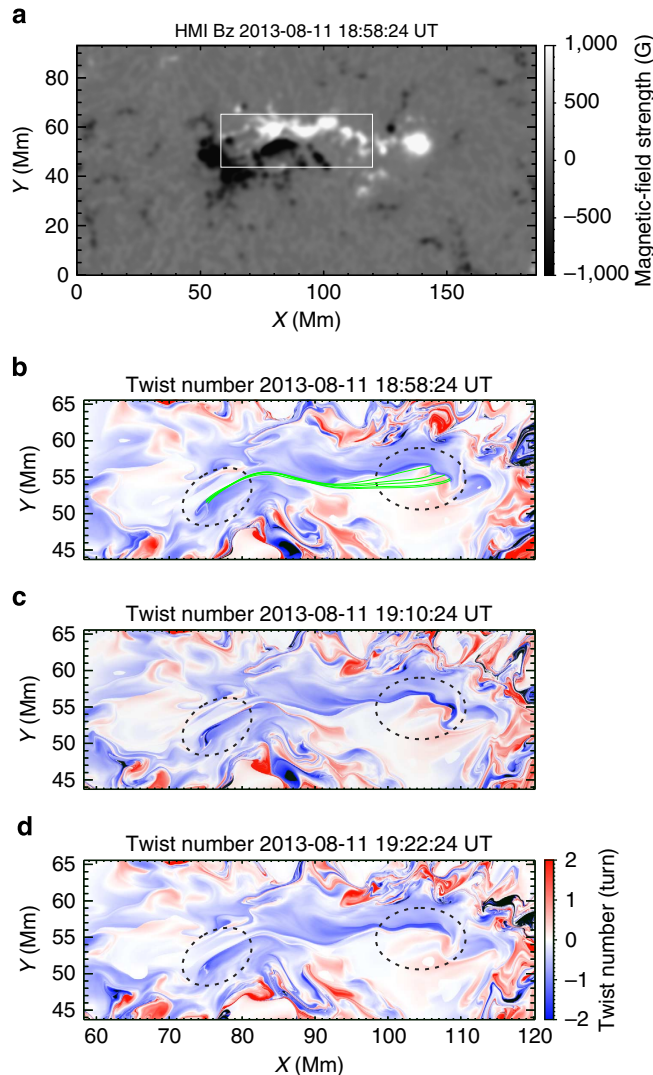 a
HMI Bz 2013-08-11 18:58:24 UT
80
60
40
20
0
Y (Mm)
0 50 100 150
X (Mm)
1,000
500
0
−500
−1,000
Magnetic-field strength (G)
b
Twist number 2013-08-11 18:58:24 UT
65
60
55
50
45
Y (Mm)
c
Twist number 2013-08-11 19:10:24 UT
65
60
55
50
45
Y (Mm)
d
Twist number 2013-08-11 19:22:24 UT
65
60
55
50
45
Y (Mm)
60 70 80 90 100 110 120
X (Mm)
2
1
0
−1
−2
Twist number (turn)